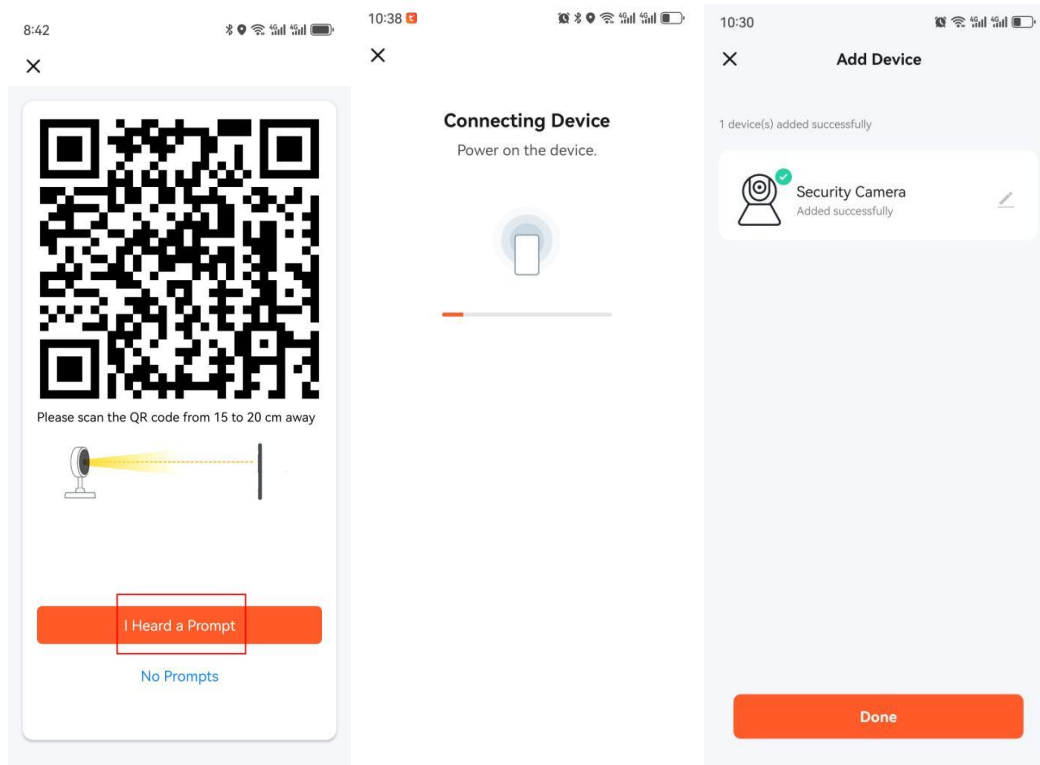 8:42
Please scan the QR code from 15 to 20 cm away
I Heard a Prompt
No Prompts
10:38
Connecting Device
Power on the device.
10:30
Add Device
1 device(s) added successfully
Security Camera
Added successfully
Done